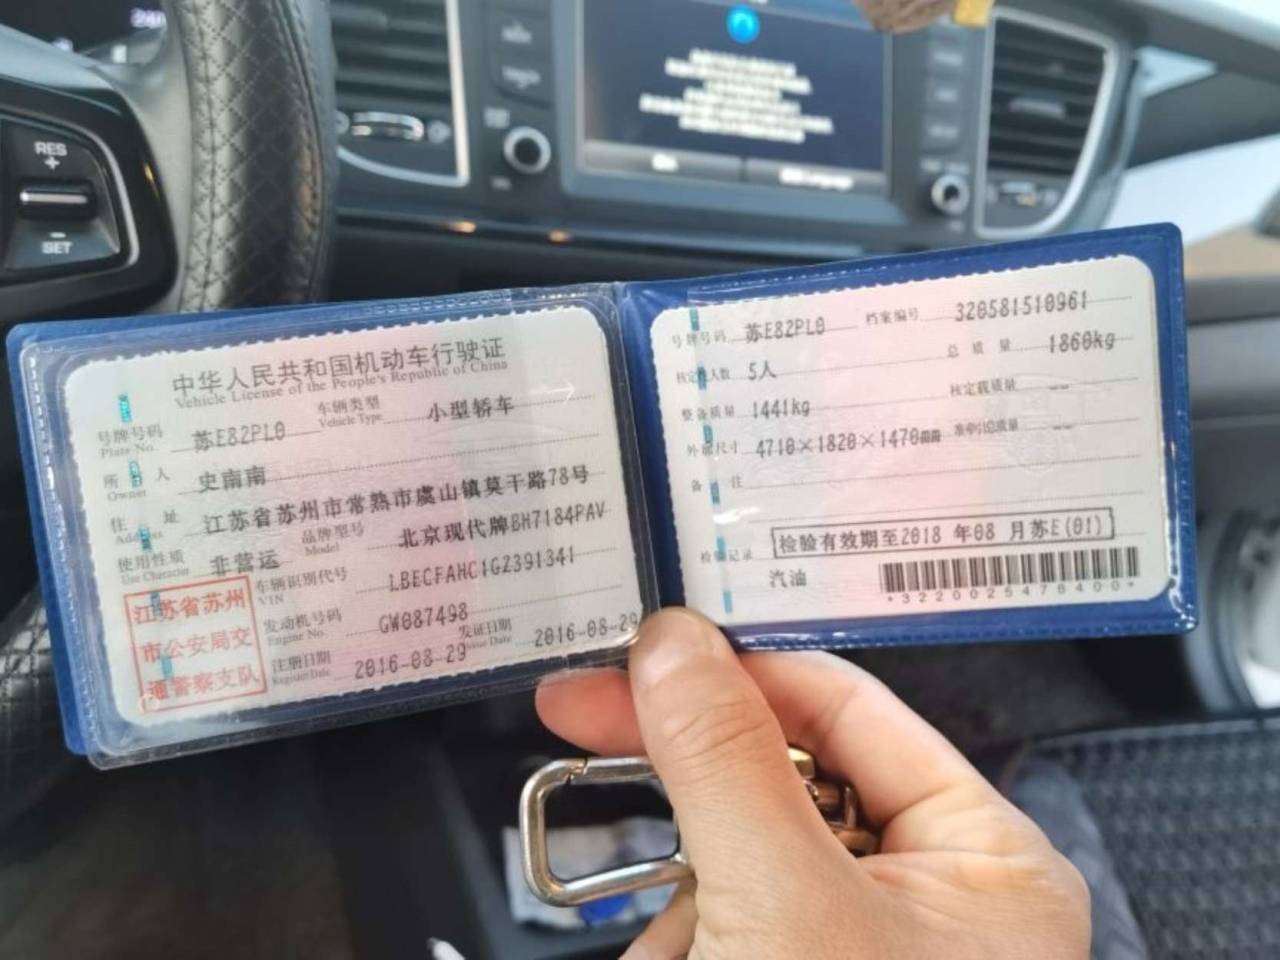 RES
+
−
SET
中华人民共和国机动车行驶证
Vehicle License of the People's Republic of China
号牌号码 苏E82PL0 车辆类型 小型轿车
Plate No. Vehicle Type
所有人 史南南
Owner
住址 江苏省苏州市常熟市虞山镇莫干路78号
Address
使用性质 非营运 品牌型号 北京现代牌BH7184PAV
Use Character Model
江苏省苏州
市公安局交
通警察支队
车辆识别代号 LBECFAHC1GZ391341
VIN
发动机号码 GW087498
Engine No.
注册日期 2016-08-29 发证日期 2016-08-29
Register Date Issue Date
号牌号码 苏E82PL0 档案编号 320581510961
核定载人数 5人 总质量 1860kg
整备质量 1441kg 核定载质量 --
外廓尺寸 4710×1820×1470mm 准牵引总质量 --
备注
检验记录 检验有效期至2018年08月苏E(01)
汽油
*3220025478400*